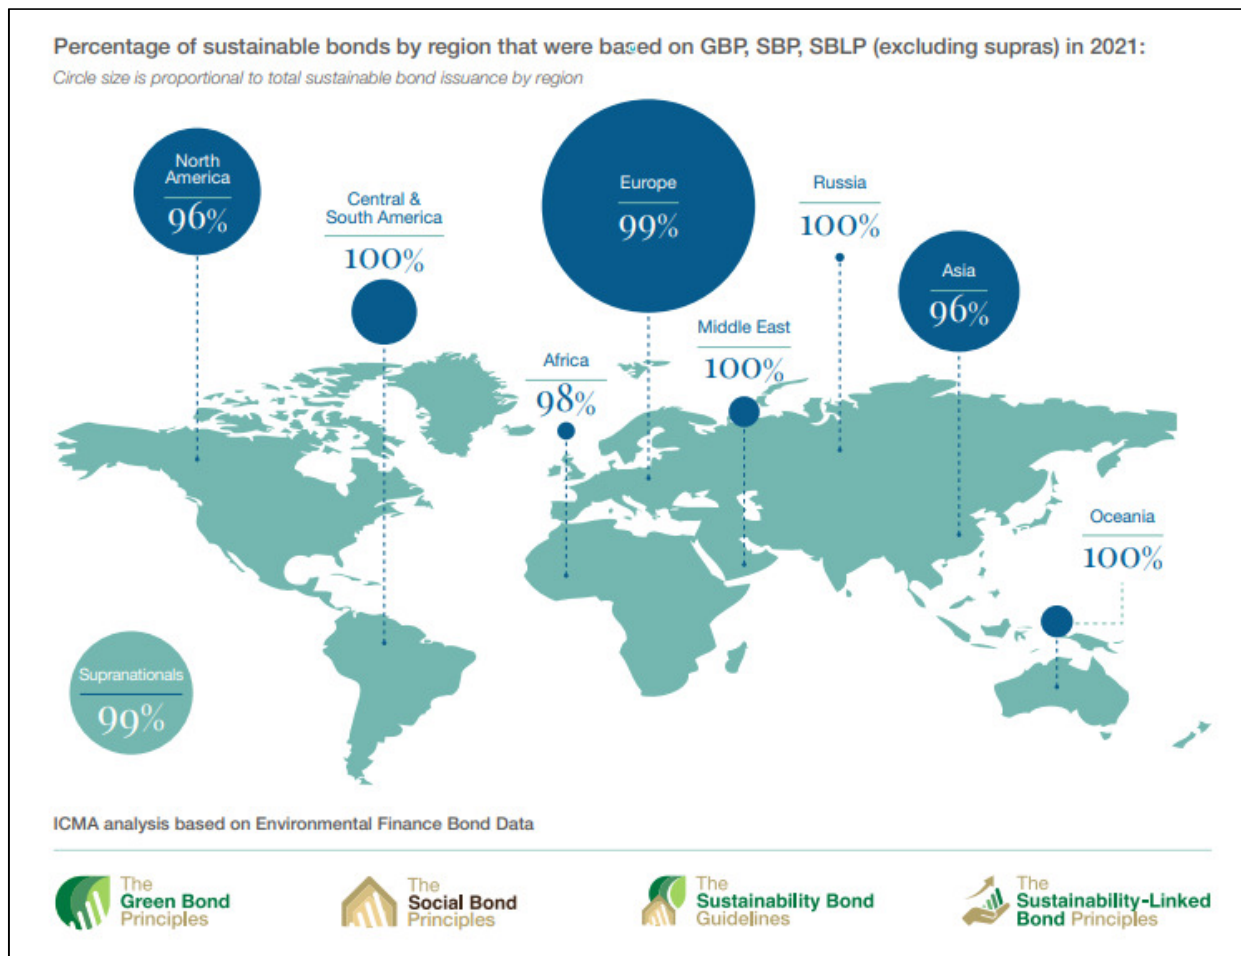 Percentage of sustainable bonds by region that were based on GBP, SBP, SBLP (excluding supras) in 2021:
Circle size is proportional to total sustainable bond issuance by region
North
America
96%
Central &
South America
100%
Europe
99%
Russia
100%
Asia
96%
Middle East
100%
Africa
98%
Oceania
100%
Supranationals
99%
ICMA analysis based on Environmental Finance Bond Data
The
Green Bond
Principles
The
Social Bond
Principles
The
Sustainability Bond
Guidelines
The
Sustainability-Linked
Bond Principles